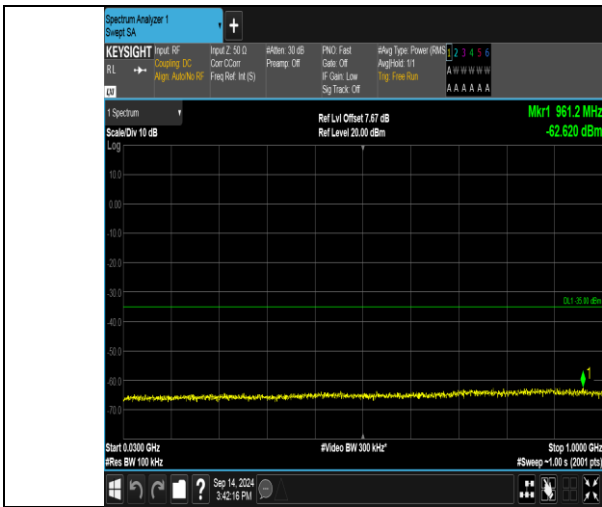 Spectrum Analyzer 1
Swept SA
+
KEYSIGHT Input: RF Input Z: 50 Ω #Atten: 30 dB PNO: Fast #Avg Type: Power (RMS 1 2 3 4 5 6
RL Coupling: DC Corr CCorr Preamp: Off Gate: Off Avg|Hold: 1/1 A W W W W W
Align: Auto/No RF Freq Ref: Int (S) IF Gain: Low Trig: Free Run
Sig Track: Off A A A A A A
LXI
1 Spectrum
Ref Lvl Offset 7.67 dB Mkr1 961.2 MHz
Scale/Div 10 dB Ref Level 20.00 dBm -62.620 dBm
Log
10.0
0.00
-10.0
-20.0
-30.0
DL1 -35.00 dBm
-40.0
-50.0
1
-60.0
-70.0
Start 0.0300 GHz #Video BW 300 kHz* Stop 1.0000 GHz
#Res BW 100 kHz #Sweep ~1.00 s (2001 pts)
? Sep 14, 2024
3:42:16 PM